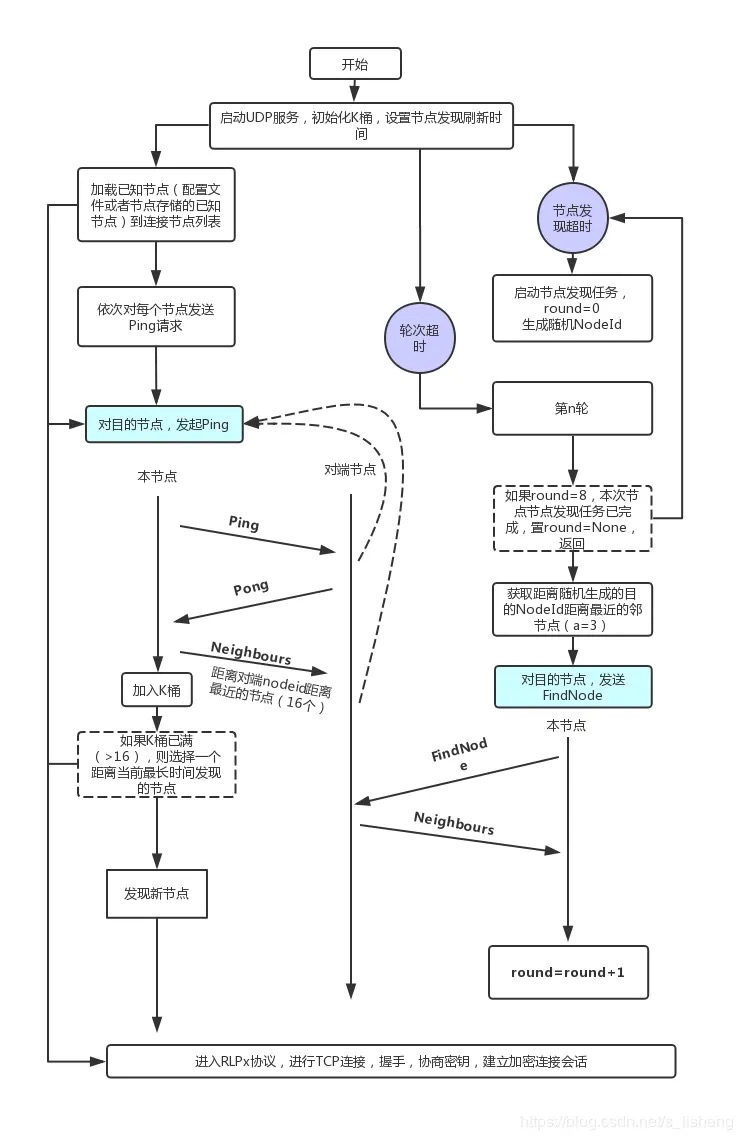 开始
启动UDP服务，初始化K桶，设置节点发现刷新时
间
加载已知节点（配置文
件或者节点存储的已知
节点）到连接节点列表
节点发
现超时
依次对每个节点发送
Ping请求
启动节点发现任务，
round=0
生成随机NodeId
轮次超
时
第n轮
对目的节点，发起Ping
本节点
对端节点
如果round=8，本次节
点节点发现任务已完
成，置round=None，
返回
Ping
Pong
获取距离随机生成的目
的NodeId距离最近的邻
节点（a=3）
Neighbours
距离对端nodeid距离
最近的节点（16个）
加入K桶
对目的节点，发送
FindNode
本节点
如果K桶已满
（>16），则选择一个
距离当前最长时间发现
的节点
FindNod
e
Neighbours
发现新节点
round=round+1
进入RLPx协议，进行TCP连接，握手，协商密钥，建立加密连接会话
https://blog.csdn.net/s_lisheng